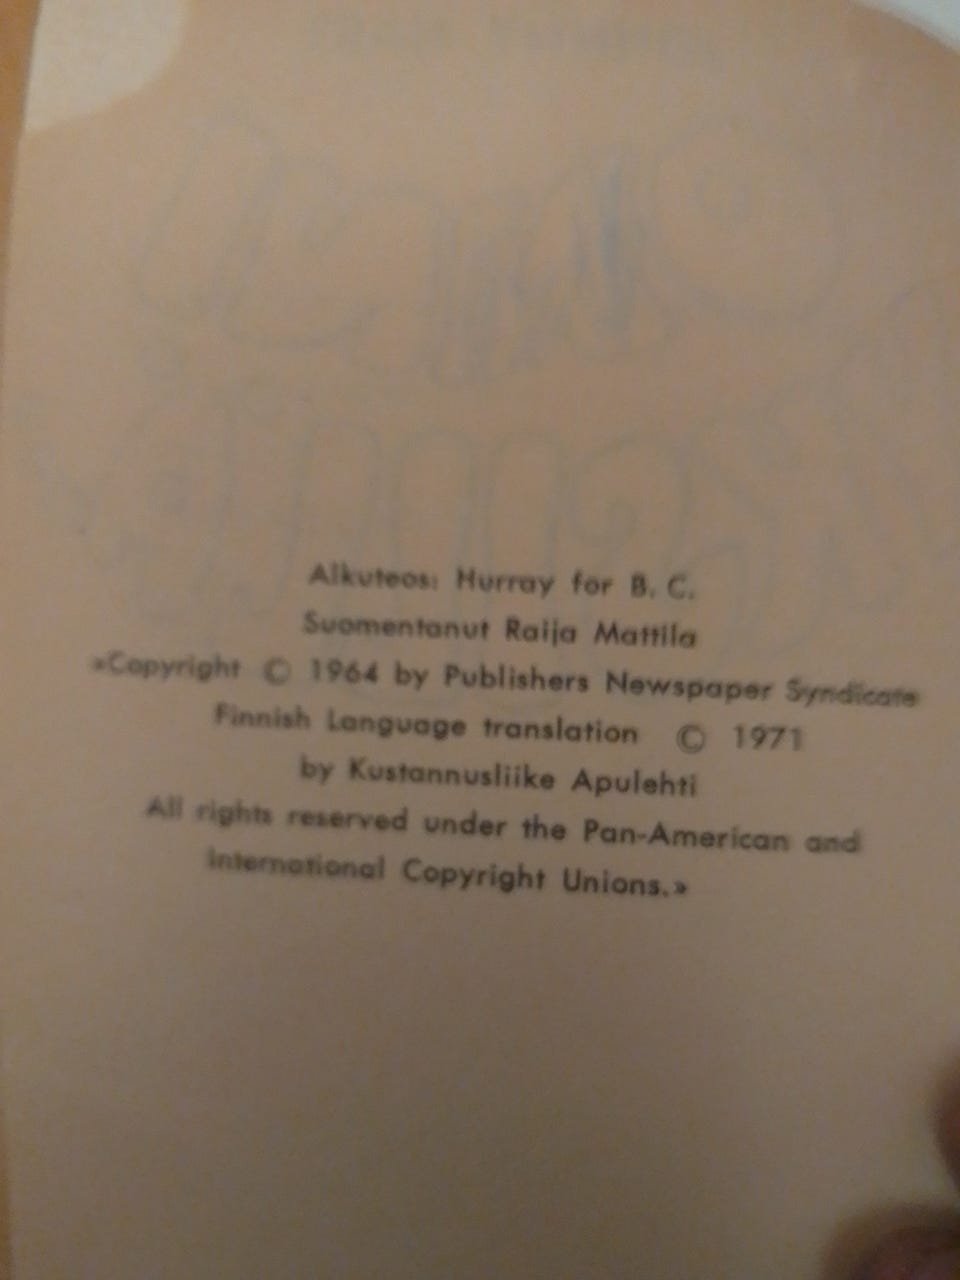 Alkuteos: Hurray for B. C.
Suomentanut Raija Mattila
»Copyright © 1964 by Publishers Newspaper Syndicate
Finnish Language translation © 1971
by Kustannusliike Apulehti
All rights reserved under the Pan-American and
International Copyright Unions.»